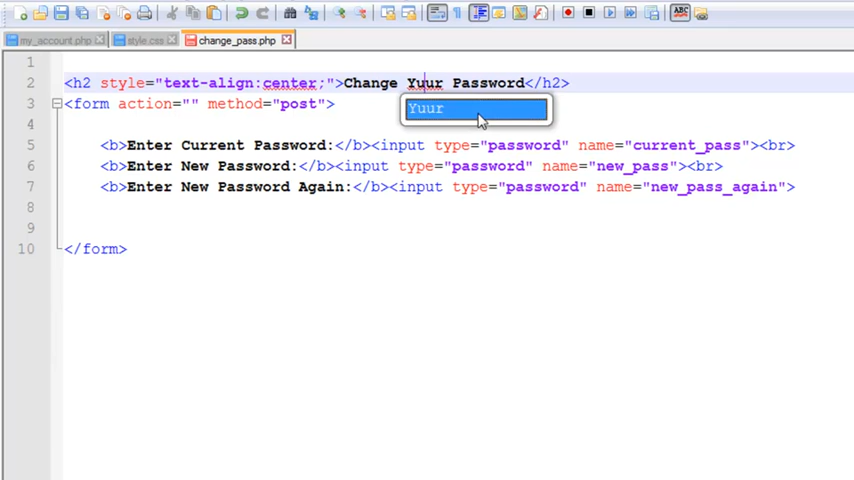 my_account.php style.css change_pass.php
1
2 <h2 style="text-align:center;">Change Yuur Password</h2>
Yuur
3 <form action="" method="post">
4
5 <b>Enter Current Password:</b><input type="password" name="current_pass"><br>
6 <b>Enter New Password:</b><input type="password" name="new_pass"><br>
7 <b>Enter New Password Again:</b><input type="password" name="new_pass_again">
8
9
10 </form>